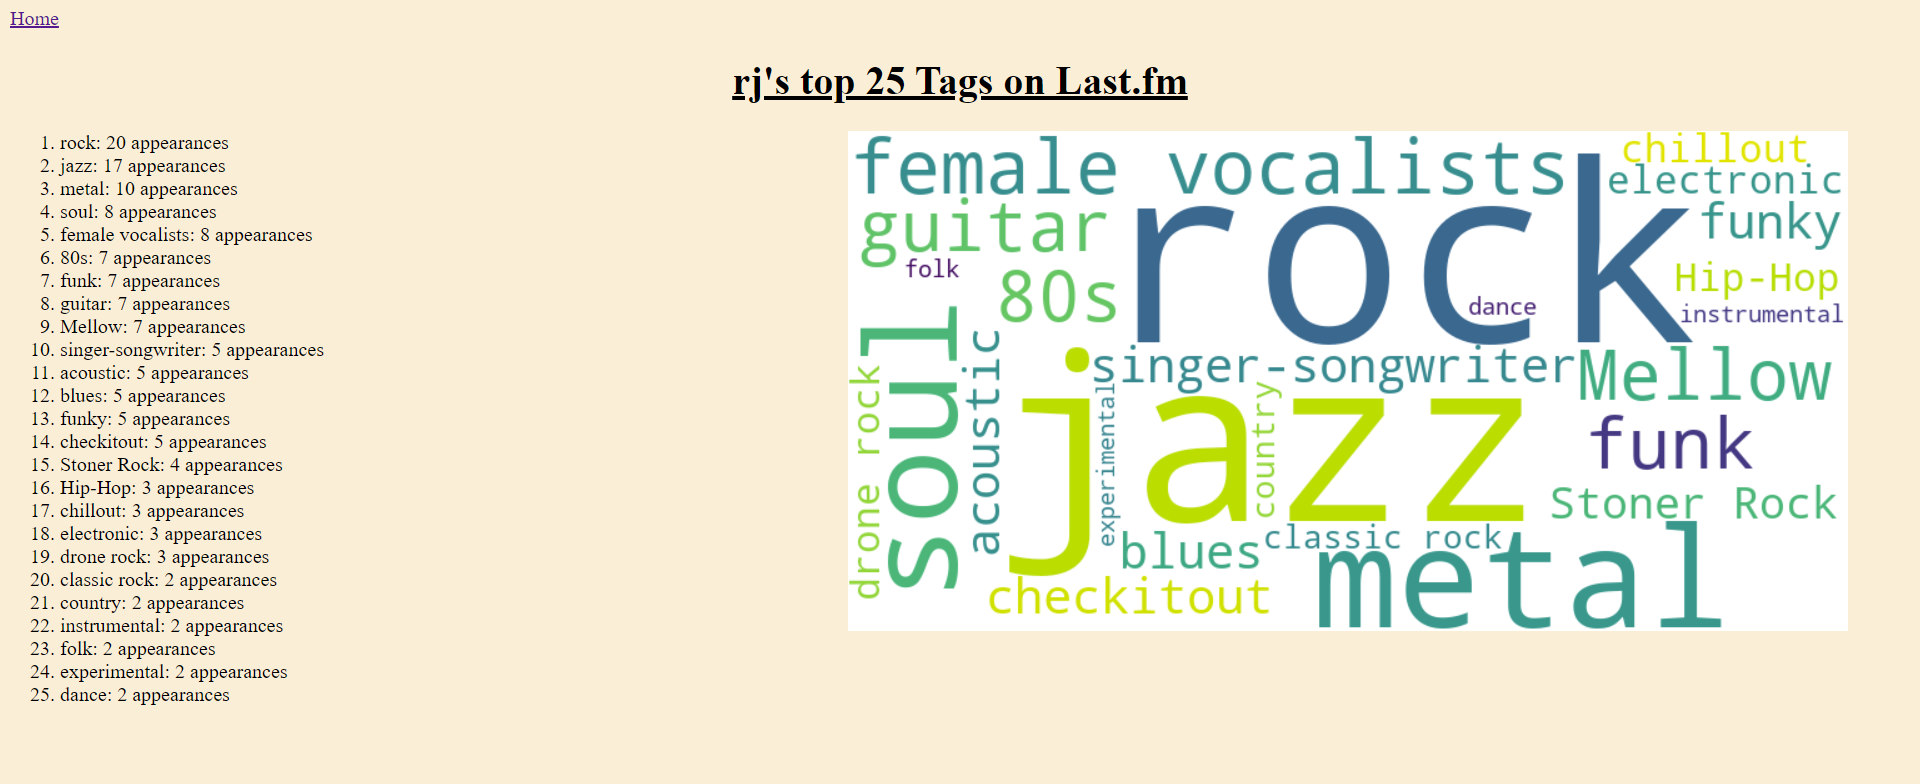 Home
rj's top 25 Tags on Last.fm
1. rock: 20 appearances
2. jazz: 17 appearances
3. metal: 10 appearances
4. soul: 8 appearances
5. female vocalists: 8 appearances
6. 80s: 7 appearances
7. funk: 7 appearances
8. guitar: 7 appearances
9. Mellow: 7 appearances
10. singer-songwriter: 5 appearances
11. acoustic: 5 appearances
12. blues: 5 appearances
13. funky: 5 appearances
14. checkitout: 5 appearances
15. Stoner Rock: 4 appearances
16. Hip-Hop: 3 appearances
17. chillout: 3 appearances
18. electronic: 3 appearances
19. drone rock: 3 appearances
20. classic rock: 2 appearances
21. country: 2 appearances
22. instrumental: 2 appearances
23. folk: 2 appearances
24. experimental: 2 appearances
25. dance: 2 appearances
female vocalists
chillout
electronic
guitar
rock
funky
folk
80s
Hip-Hop
dance
instrumental
soul
acoustic
singer-songwriter
Mellow
drone rock
jazz
experimental
country
funk
Stoner Rock
blues
classic rock
checkitout
metal